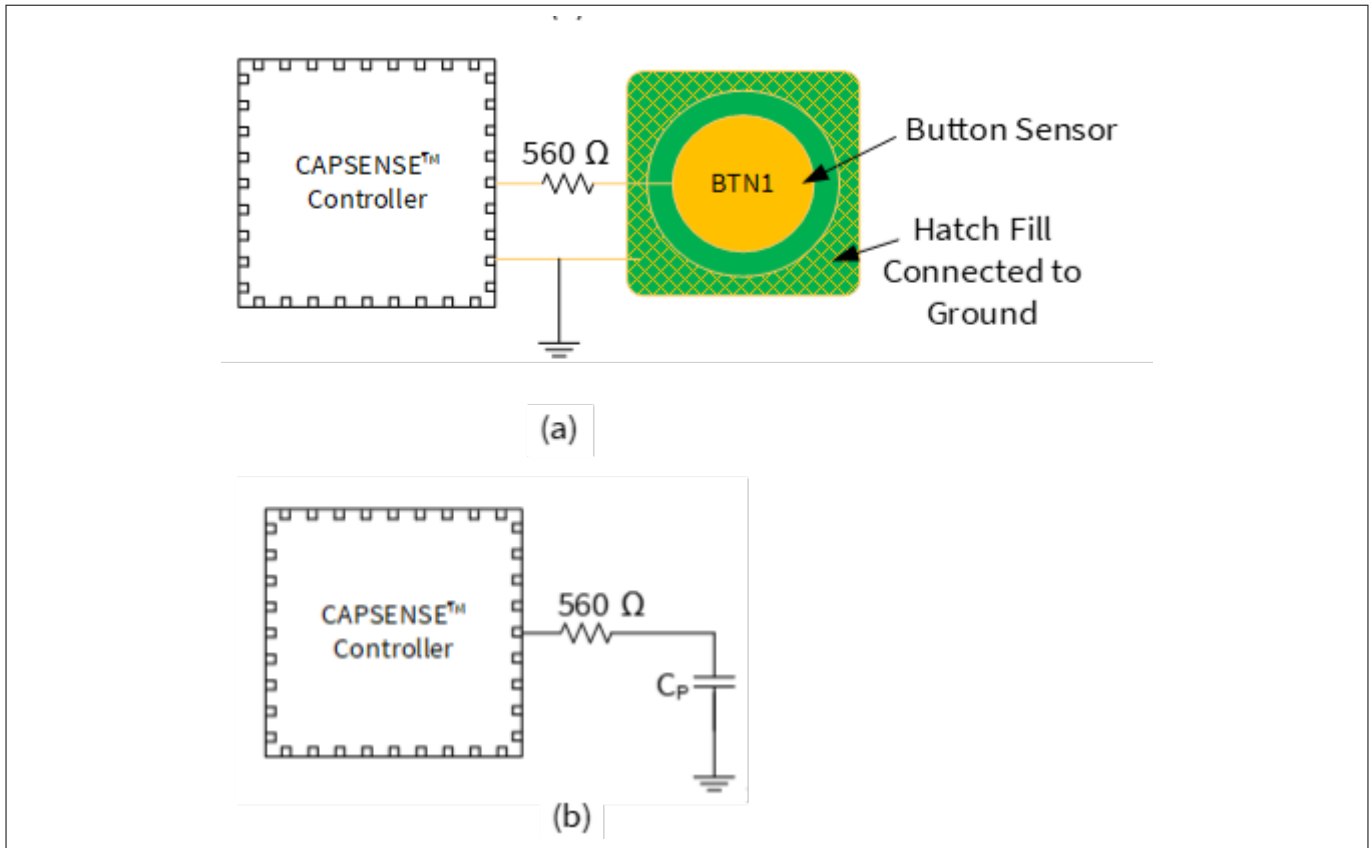 CAPSENSE™
Controller
560 Ω
BTN1
Button Sensor
Hatch Fill
Connected to
Ground
(a)
CAPSENSE™
Controller
560 Ω
Cₚ
(b)